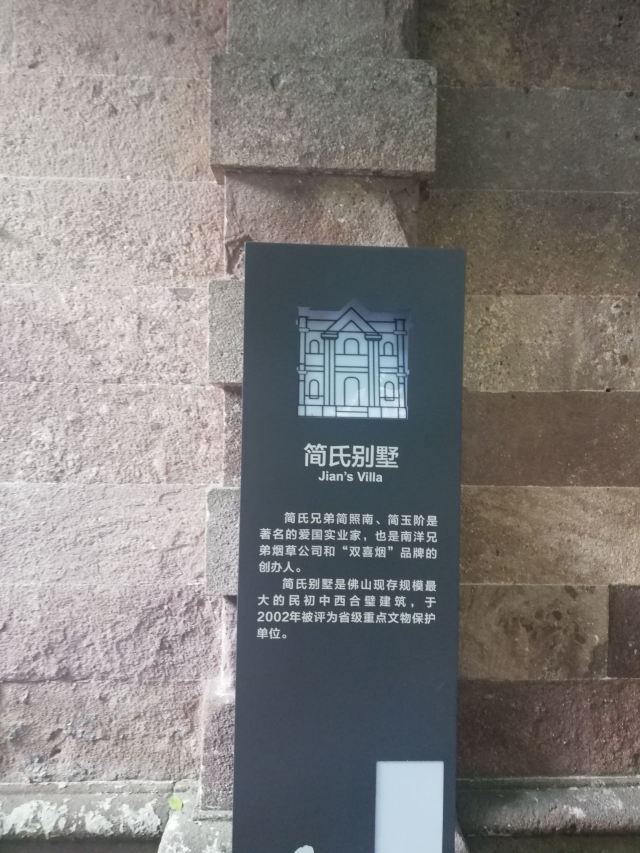 简氏别墅
Jian's Villa
简氏兄弟简照南、简玉阶是
著名的爱国实业家，也是南洋兄
弟烟草公司和“双喜烟”品牌的
创办人。
简氏别墅是佛山现存规模最
大的民初中西合璧建筑，于
2002年被评为省级重点文物保护
单位。